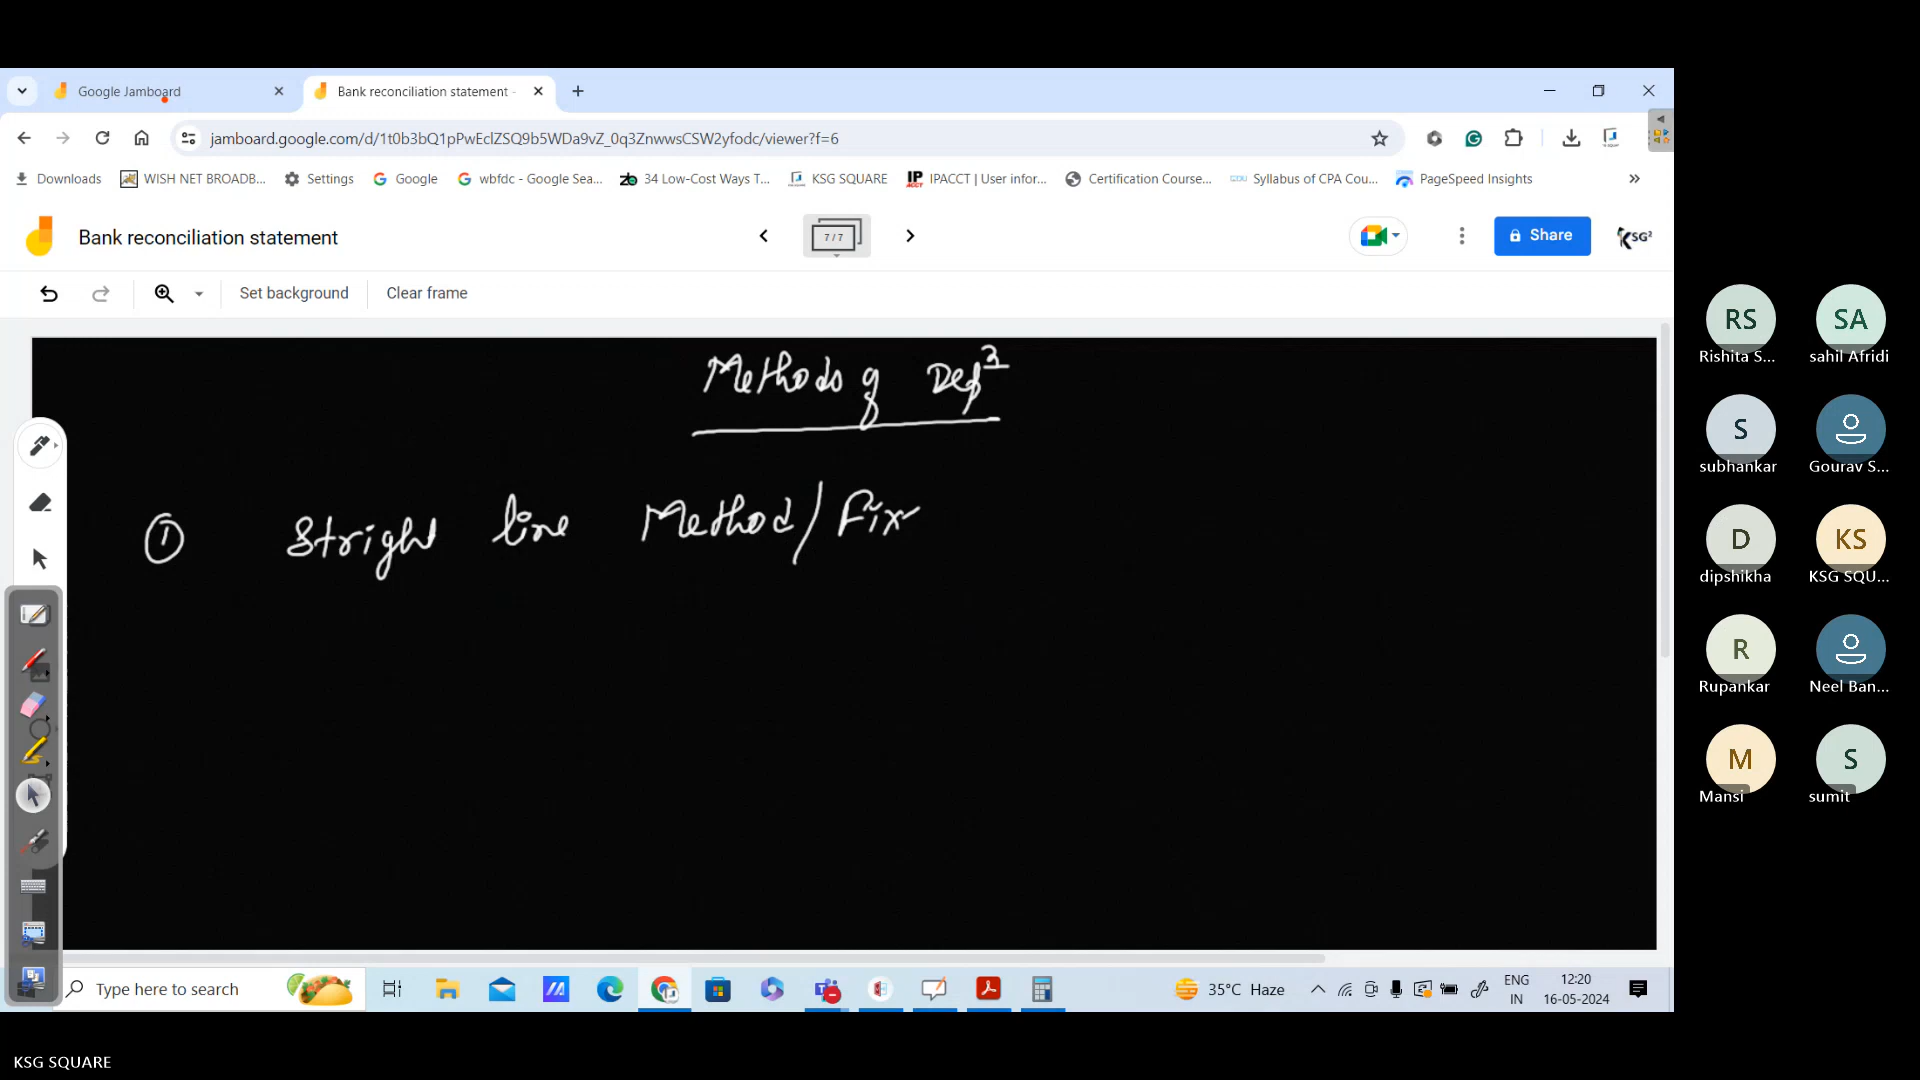 Google Jamboard
Bank reconciliation statement -
jamboard.google.com/d/1t0b3bQ1pPwEclZSQ9b5WDa9vZ_0q3ZnwwsCSW2yfodc/viewer?f=6
Downloads WISH NET BROADB... Settings Google wbfdc - Google Sea... 34 Low-Cost Ways T... KSG SQUARE IPACCT | User infor... Certification Course... Syllabus of CPA Cou... PageSpeed Insights »
Bank reconciliation statement
7 / 7
Share
KSG²
Set background Clear frame
Methods of Depn
① Stright line Method/Fix
RS SA
Rishita S... sahil Afridi
S
subhankar Gourav S...
D KS
dipshikha KSG SQU...
R
Rupankar Neel Ban...
M S
Mansi sumit
Type here to search
35°C Haze
ENG
IN
12:20
16-05-2024
KSG SQUARE